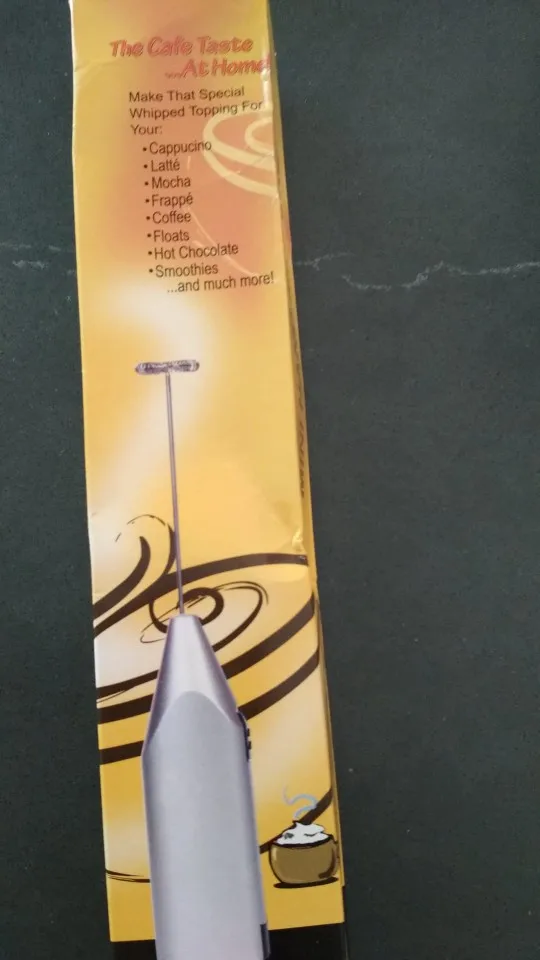 The Cafe Taste
...At Home!
Make That Special
Whipped Topping For
Your:
•Cappucino
•Latté
•Mocha
•Frappé
•Coffee
•Floats
•Hot Chocolate
•Smoothies
...and much more!